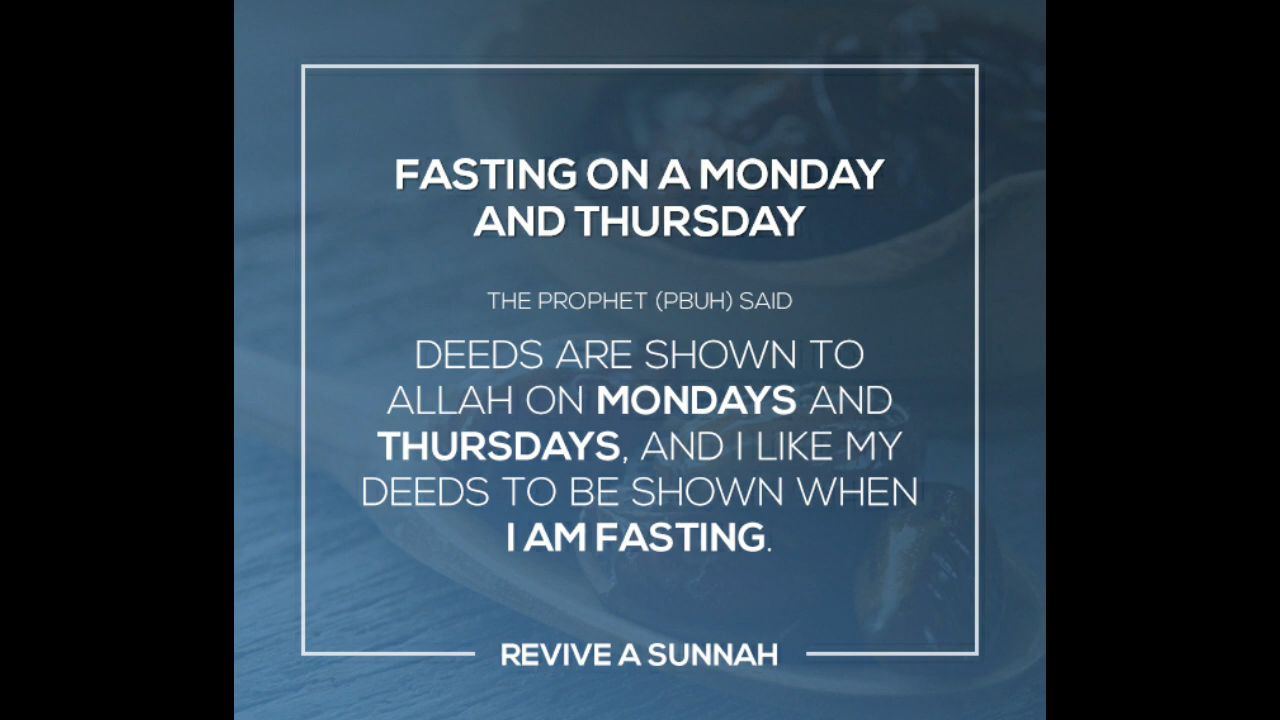 FASTING ON A MONDAY
AND THURSDAY
THE PROPHET (PBUH) SAID
DEEDS ARE SHOWN TO
ALLAH ON MONDAYS AND
THURSDAYS, AND I LIKE MY
DEEDS TO BE SHOWN WHEN
I AM FASTING.
REVIVE A SUNNAH